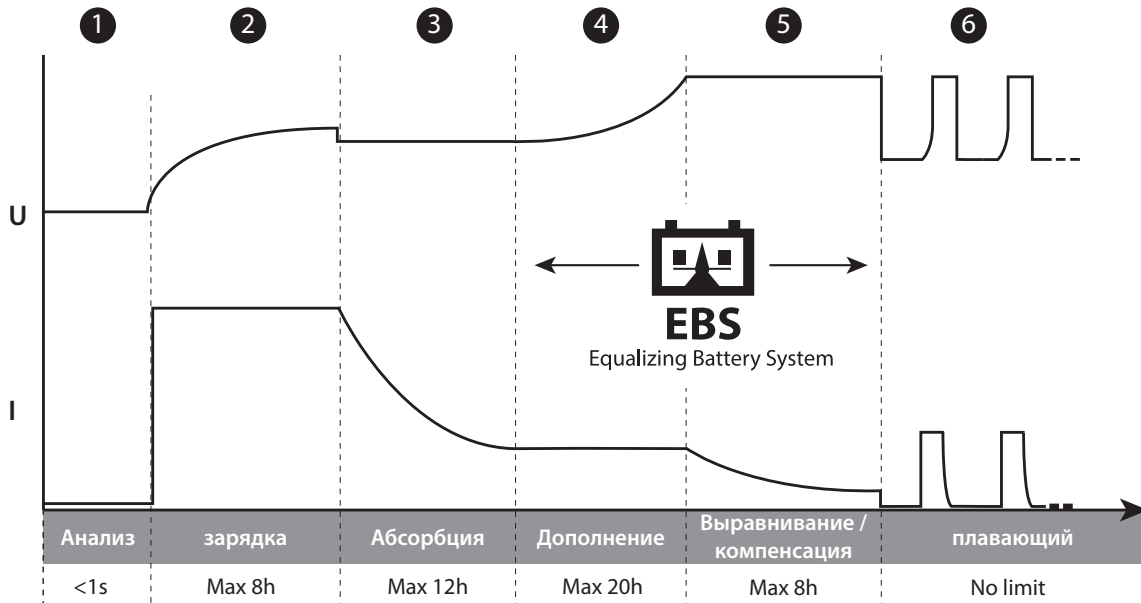 1 2 3 4 5 6
U
EBS
Equalizing Battery System
I
Анализ зарядка Абсорбция Дополнение Выравнивание / плавающий
компенсация
<1s Max 8h Max 12h Max 20h Max 8h No limit